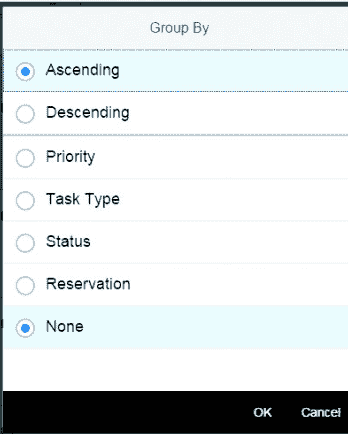 Group By
Ascending
Descending
Priority
Task Type
Status
Reservation
None
OK Cancel